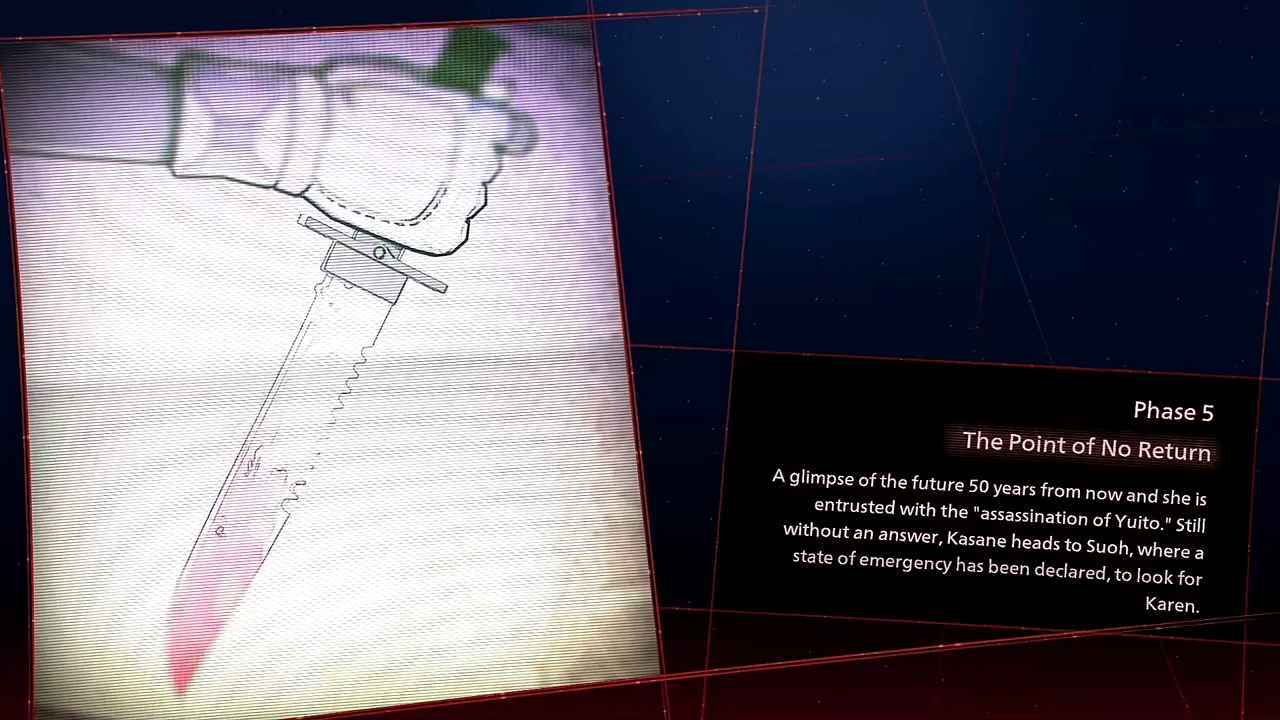 Phase 5
The Point of No Return
A glimpse of the future 50 years from now and she is
entrusted with the "assassination of Yuito." Still
without an answer, Kasane heads to Suoh, where a
state of emergency has been declared, to look for
Karen.